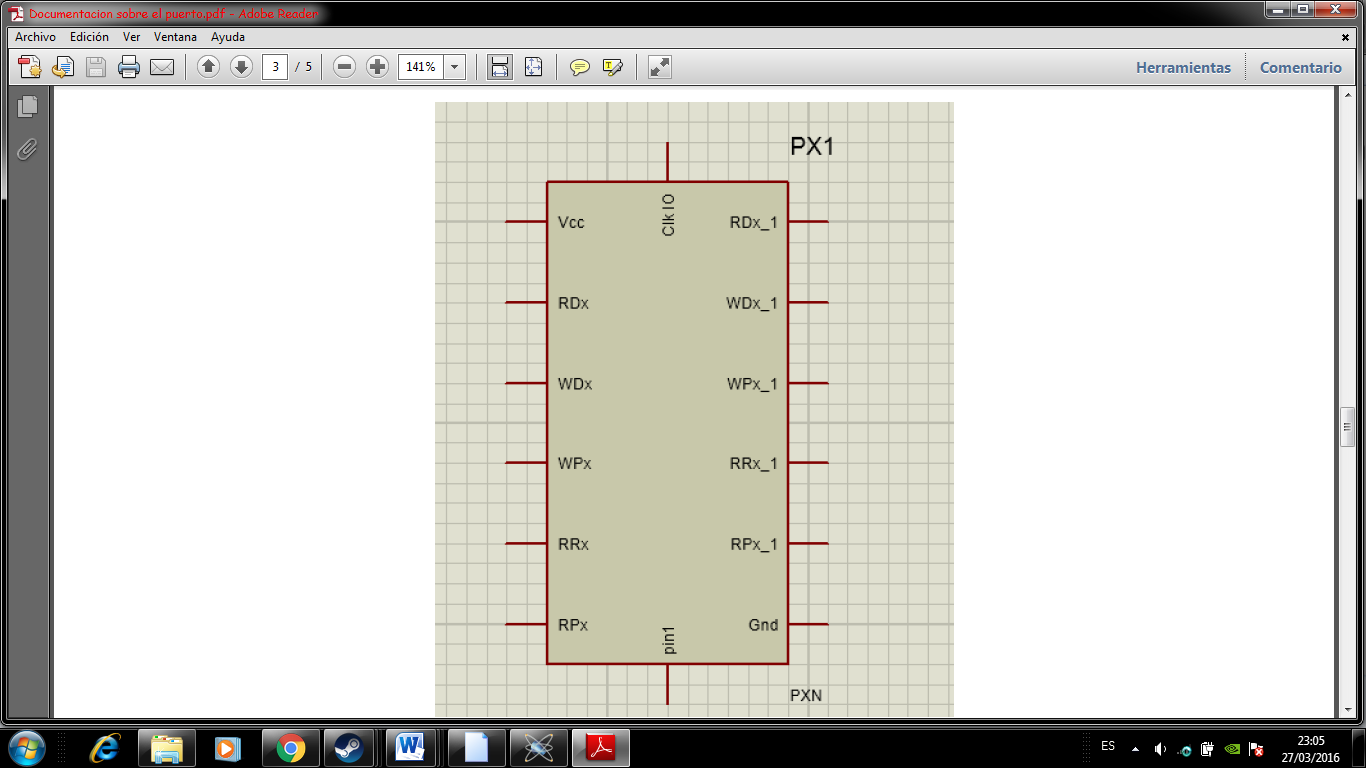 Documentacion sobre el puerto.pdf - Adobe Reader
Archivo Edición Ver Ventana Ayuda
3 / 5 141% Herramientas Comentario
PX1
Clk IO
Vcc RDx_1
RDx WDx_1
WDx WPx_1
WPx RRx_1
RRx RPx_1
RPx Gnd
pin1
PXN
ES 23:05
27/03/2016